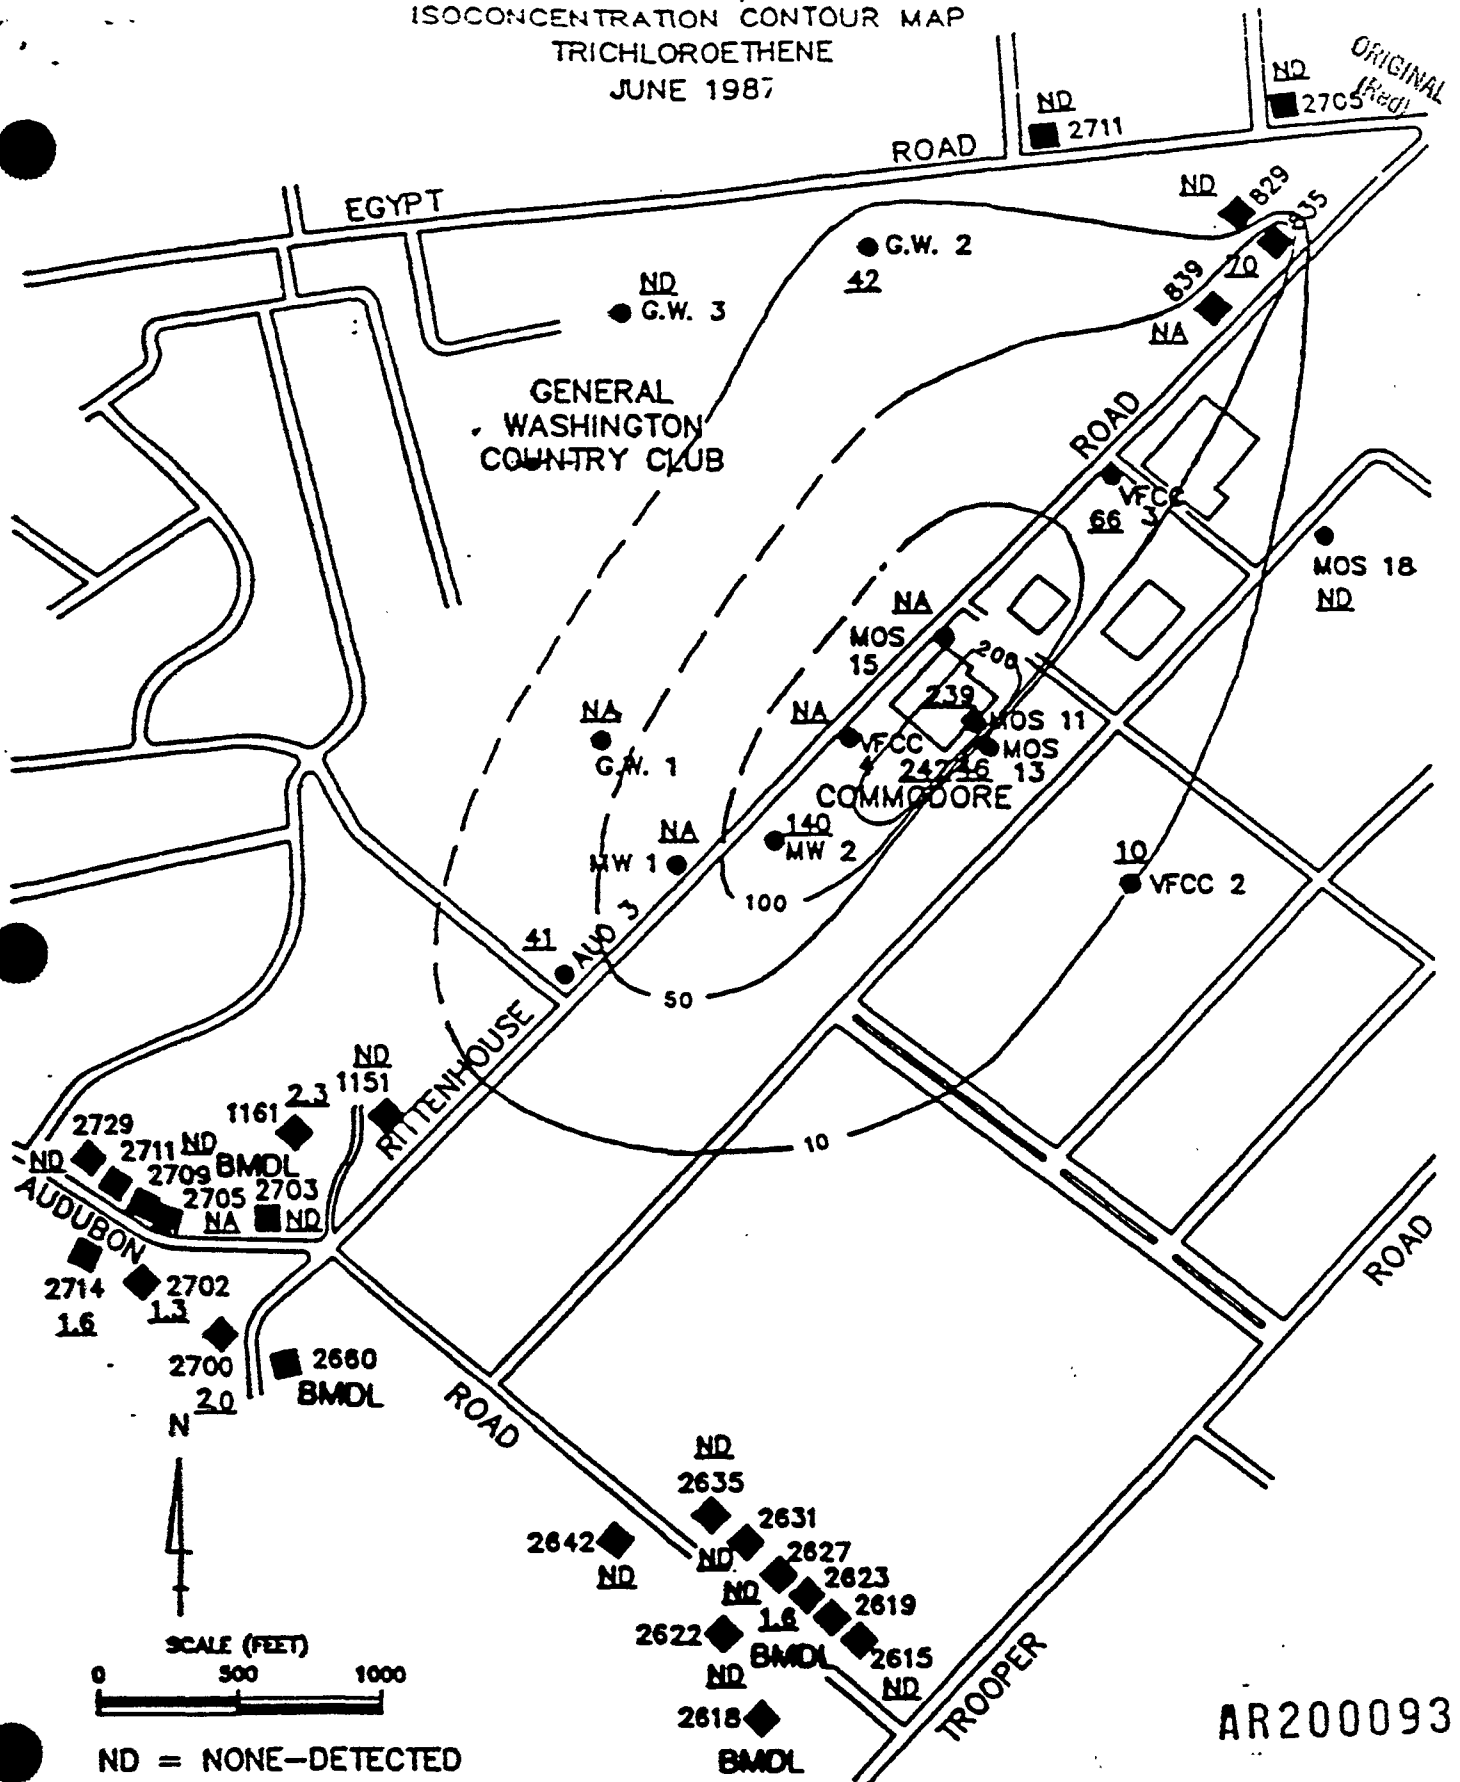 ISOCONCENTRATION CONTOUR MAP
TRICHLOROETHENE
JUNE 1987
ORIGINAL
(Red)
ND
2705
ND
2711
ROAD
EGYPT
ND
829
835
70
839
NA
G.W. 2
42
ND
G.W. 3
GENERAL
WASHINGTON
COUNTRY CLUB
ROAD
VFCC
3
66
MOS 18
ND
NA
MOS
15
200
239
MOS 11
MOS
13
NA
VFCC
4
242
46
COMMODORE
NA
G.W. 1
140
MW 2
NA
MW 1
10
VFCC 2
100
41
AUD 3
50
RITTENHOUSE
10
ND
1151
2.3
1161
2729
ND
2711
ND
BMDL
2709
2705
NA
2703
ND
AUDUBON
2714
1.6
2702
1.3
2700
2.0
2660
BMDL
ROAD
ROAD
N
ND
2635
2631
ND
2642
ND
2627
ND
2623
1.6
2619
BMDL
2622
ND
2615
ND
2618
BMDL
TROOPER
SCALE (FEET)
0 500 1000
ND = NONE-DETECTED
AR200093